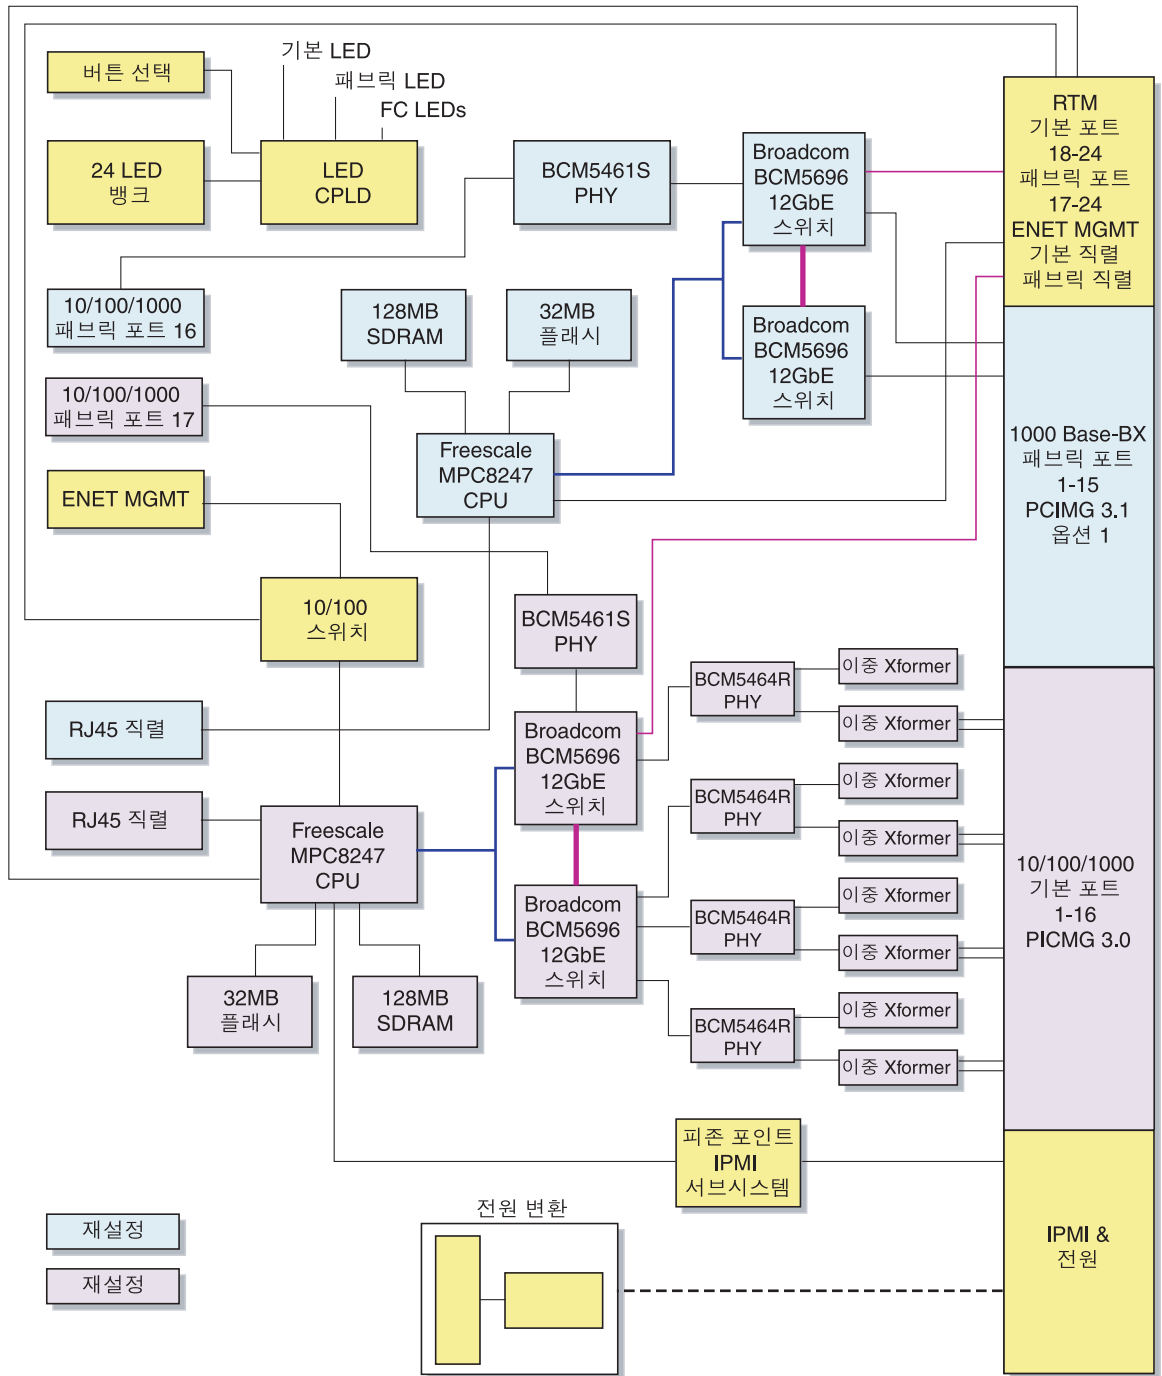 기본 LED
패브릭 LED
FC LEDs
버튼 선택
24 LED
뱅크
LED
CPLD
BCM5461S
PHY
Broadcom
BCM5696
12GbE
스위치
RTM
기본 포트
18-24
패브릭 포트
17-24
ENET MGMT
기본 직렬
패브릭 직렬
10/100/1000
패브릭 포트 16
128MB
SDRAM
32MB
플래시
Broadcom
BCM5696
12GbE
스위치
10/100/1000
패브릭 포트 17
Freescale
MPC8247
CPU
1000 Base-BX
패브릭 포트
1-15
PCIMG 3.1
옵션 1
ENET MGMT
10/100
스위치
BCM5461S
PHY
BCM5464R
PHY
이중 Xformer
이중 Xformer
RJ45 직렬
Broadcom
BCM5696
12GbE
스위치
BCM5464R
PHY
이중 Xformer
이중 Xformer
RJ45 직렬
Freescale
MPC8247
CPU
Broadcom
BCM5696
12GbE
스위치
BCM5464R
PHY
이중 Xformer
이중 Xformer
10/100/1000
기본 포트
1-16
PICMG 3.0
32MB
플래시
128MB
SDRAM
BCM5464R
PHY
이중 Xformer
이중 Xformer
피존 포인트
IPMI
서브시스템
전원 변환
IPMI &
전원
재설정
재설정